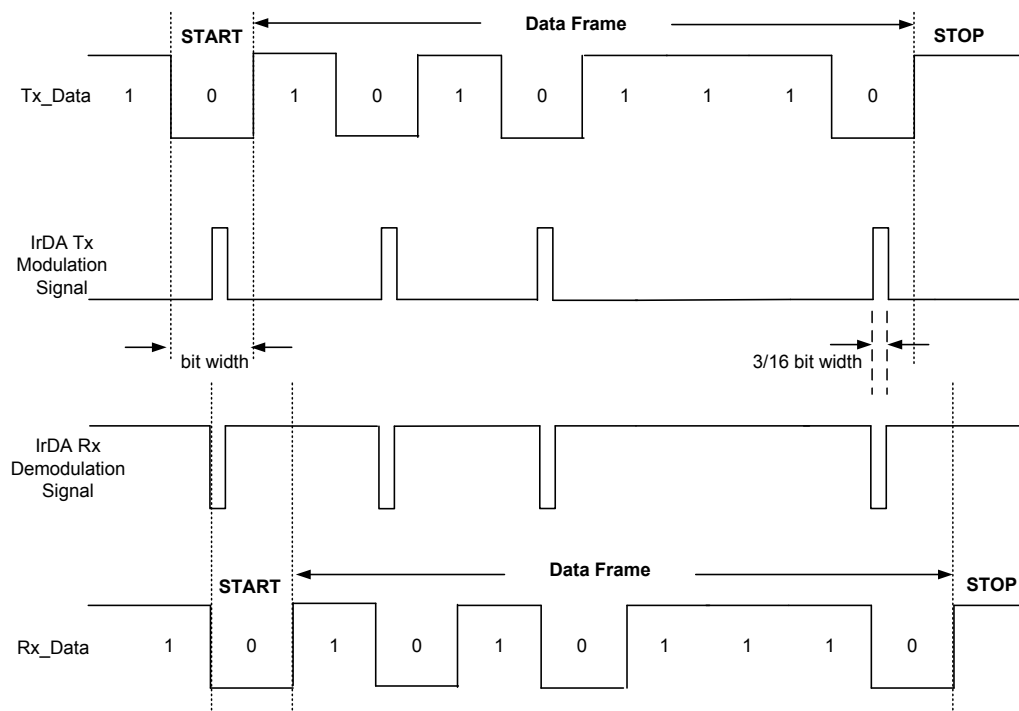 Data Frame
START
STOP
Tx_Data 1 0 1 0 1 0 1 1 1 0
IrDA Tx
Modulation
Signal
bit width
3/16 bit width
IrDA Rx
Demodulation
Signal
START
Data Frame
STOP
Rx_Data 1 0 1 0 1 0 1 1 1 0